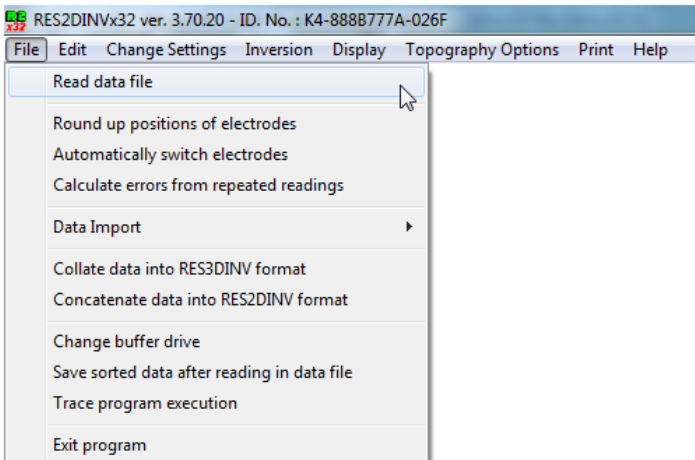 RES2DINVx32 ver. 3.70.20 - ID. No. : K4-888B777A-026F
File Edit Change Settings Inversion Display Topography Options Print Help
Read data file
Round up positions of electrodes
Automatically switch electrodes
Calculate errors from repeated readings
Data Import
Collate data into RES3DINV format
Concatenate data into RES2DINV format
Change buffer drive
Save sorted data after reading in data file
Trace program execution
Exit program